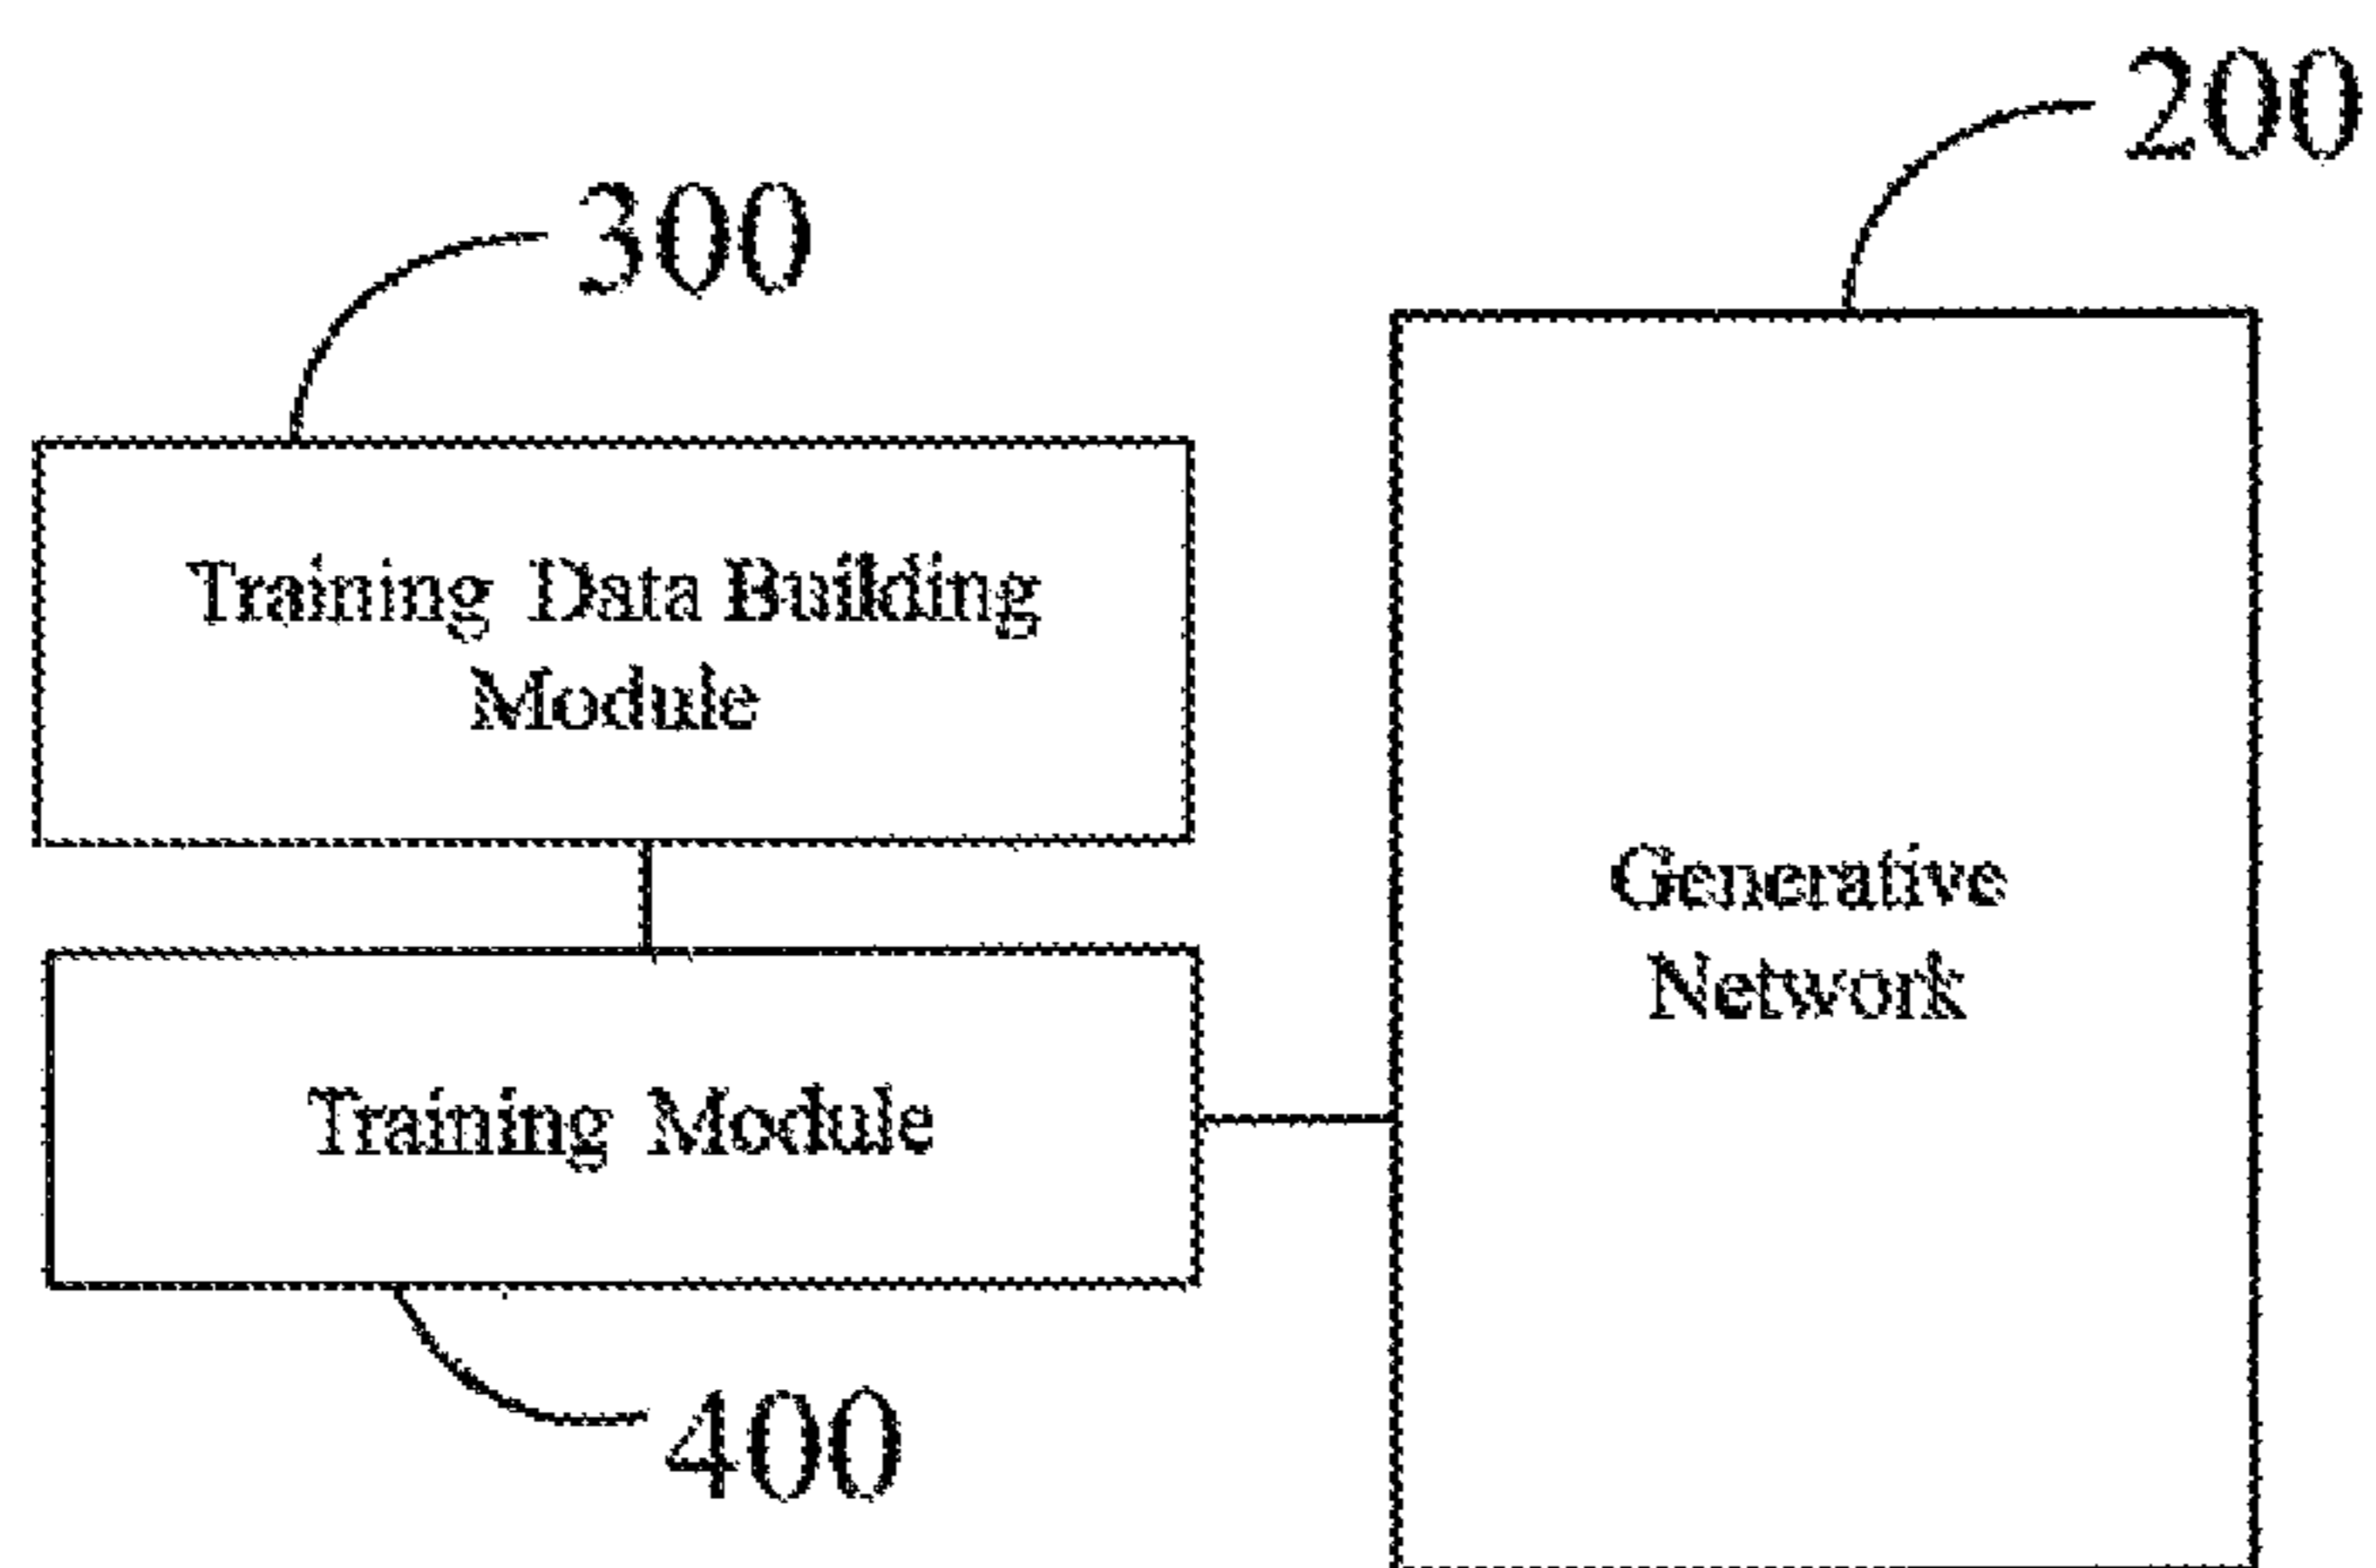 200
300
Training Data Building
Module
Generative
Network
Training Module
400